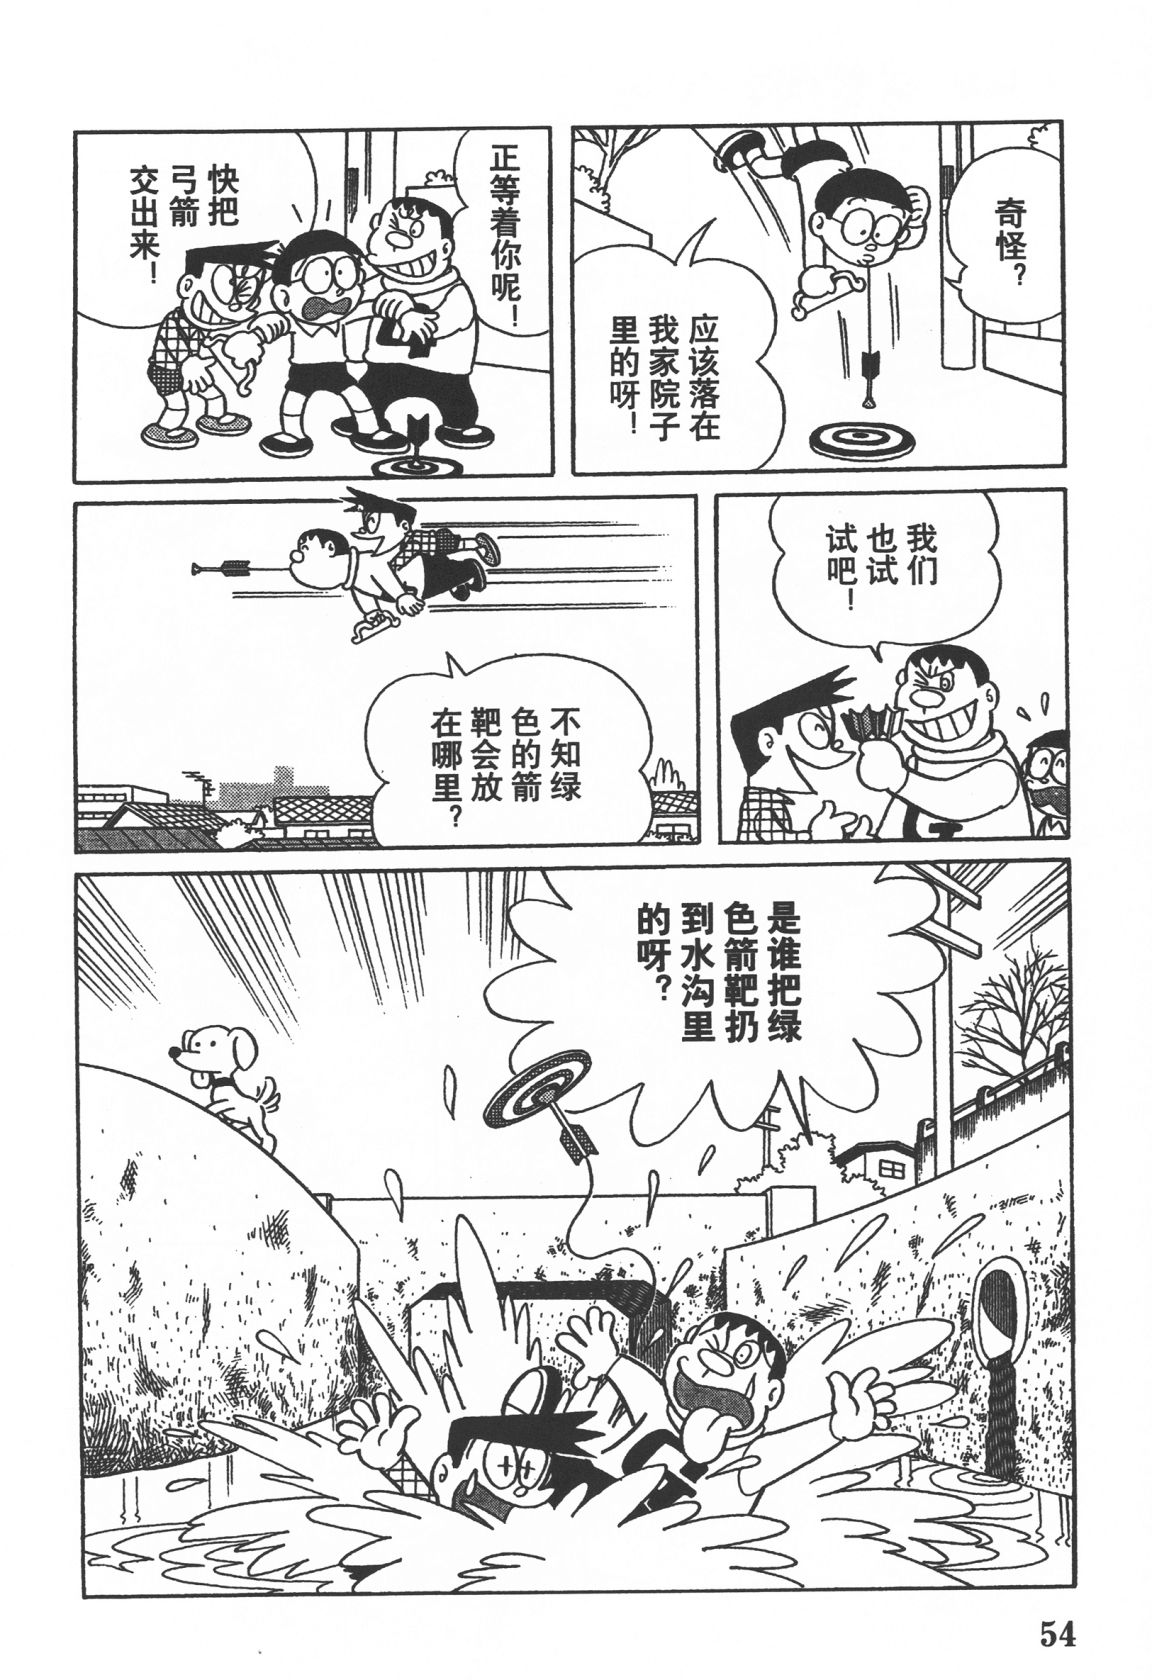 奇怪？
应该落在
我家院子
里的呀！
正等着你呢！
快把
弓箭
交出来！
我们
也试
试吧！
不知绿
色的箭
靶会放
在哪里？
是谁把绿
色箭靶扔
到水沟里
的呀？
54